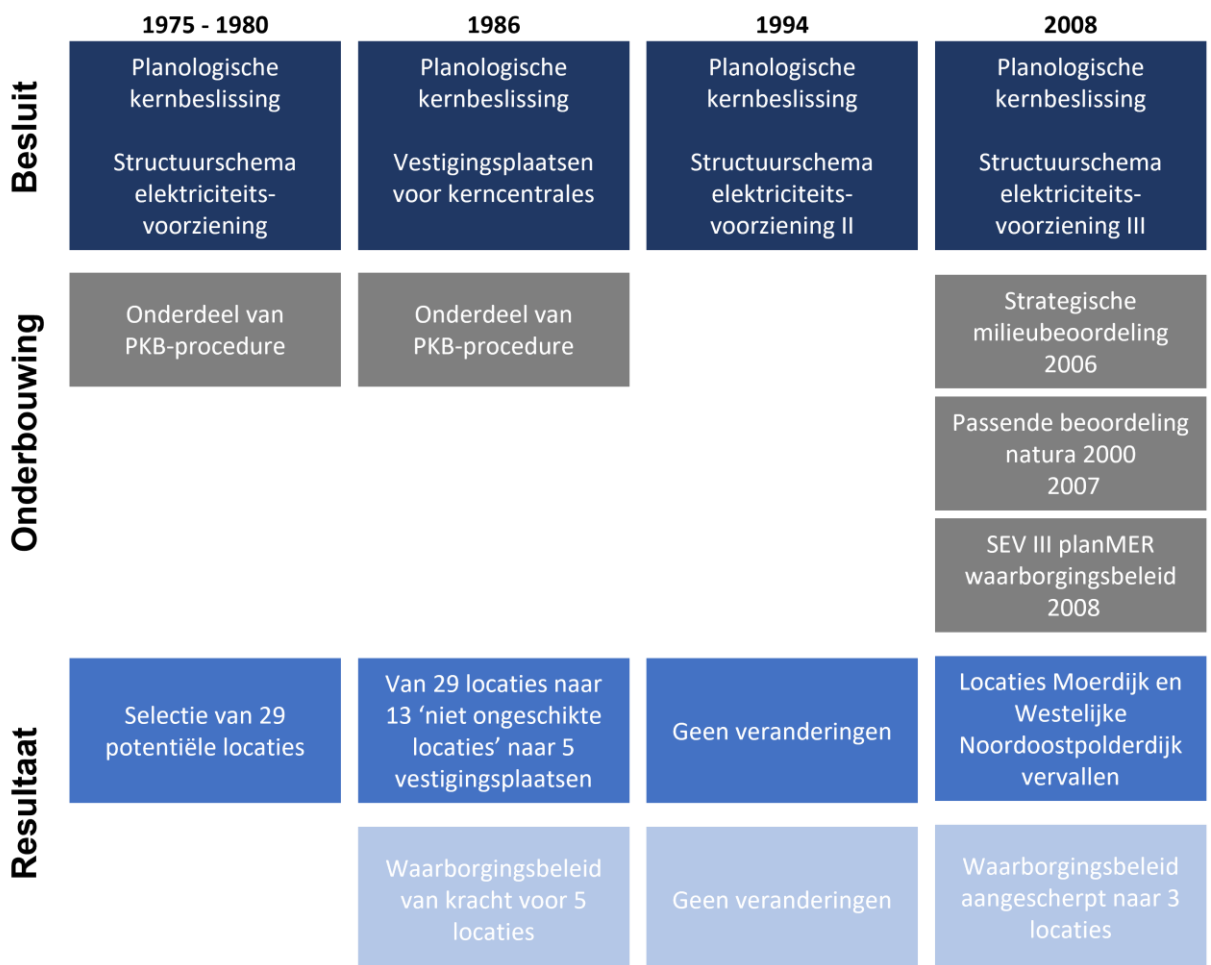 1975 - 1980
1986
1994
2008
Besluit
Planologische
kernbeslissing
Structuurschema
elektriciteits-
voorziening
Planologische
kernbeslissing
Vestigingsplaatsen
voor kerncentrales
Planologische
kernbeslissing
Structuurschema
elektriciteits-
voorziening II
Planologische
kernbeslissing
Structuurschema
elektriciteits-
voorziening III
Onderbouwing
Onderdeel van
PKB-procedure
Onderdeel van
PKB-procedure
Strategische
milieubeoordeling
2006
Passende beoordeling
natura 2000
2007
SEV III planMER
waarborgingsbeleid
2008
Resultaat
Selectie van 29
potentiële locaties
Van 29 locaties naar
13 ‘niet ongeschikte
locaties’ naar 5
vestigingsplaatsen
Geen veranderingen
Locaties Moerdijk en
Westelijke
Noordoostpolderdijk
vervallen
Waarborgingsbeleid
van kracht voor 5
locaties
Geen veranderingen
Waarborgingsbeleid
aangescherpt naar 3
locaties